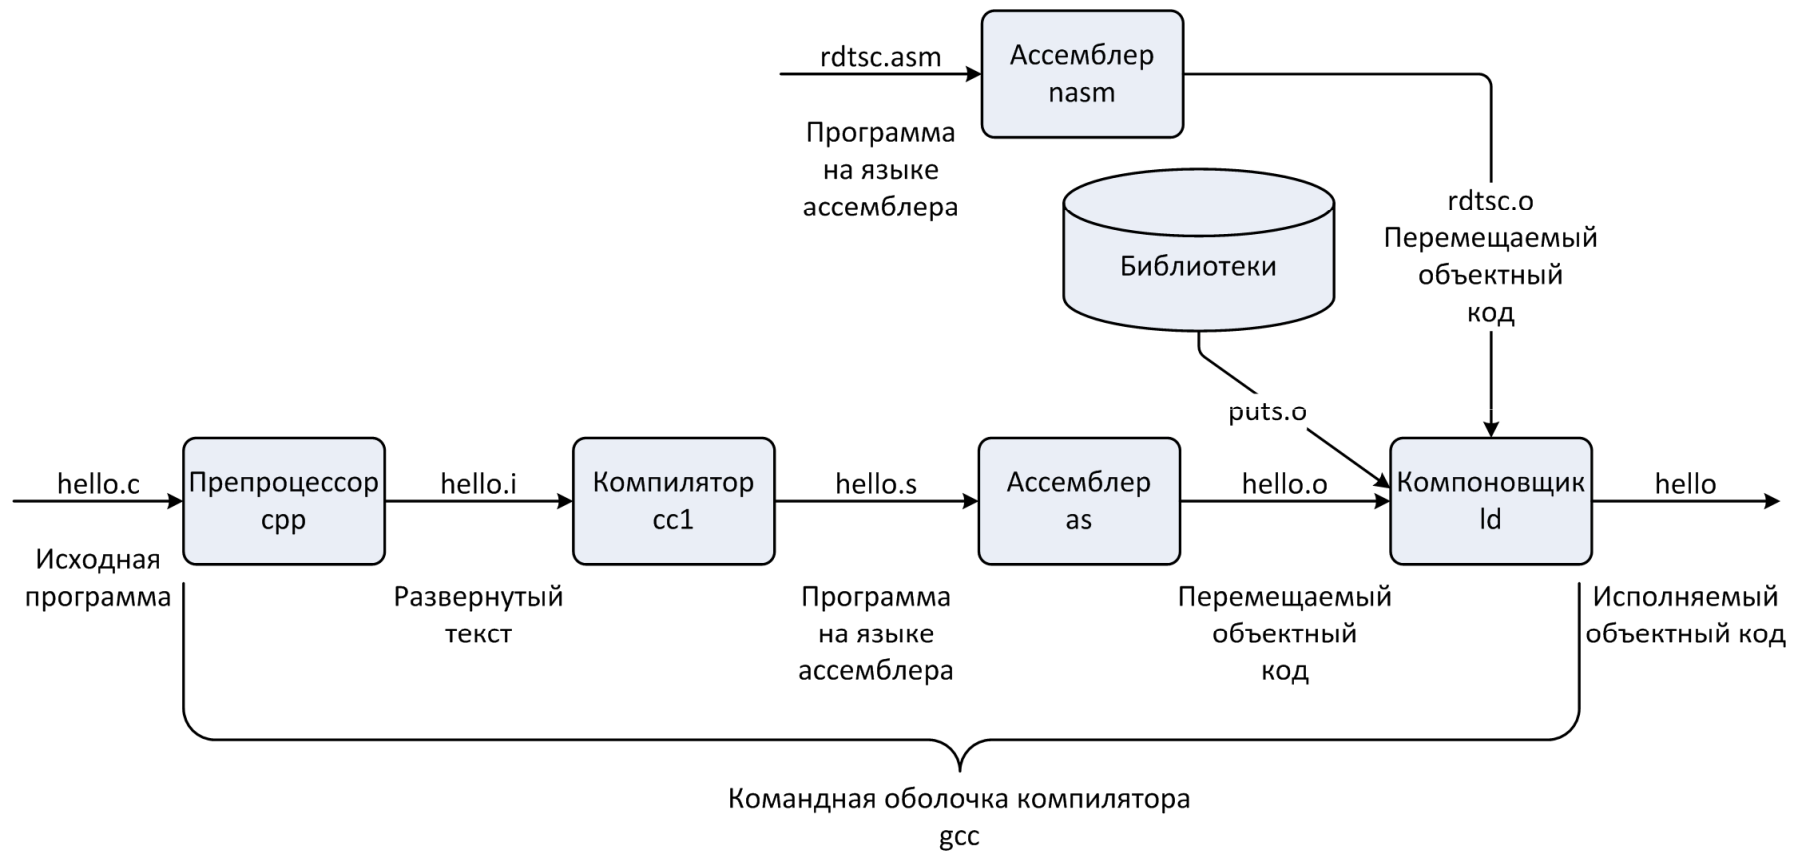 rdtsc.asm
Ассемблер
nasm
Программа
на языке
ассемблера
rdtsc.o
Перемещаемый
объектный
код
Библиотеки
puts.o
hello.c
Препроцессор
cpp
hello.i
Компилятор
cc1
hello.s
Ассемблер
as
hello.o
Компоновщик
ld
hello
Исходная
программа
Развернутый
текст
Программа
на языке
ассемблера
Перемещаемый
объектный
код
Исполняемый
объектный код
Командная оболочка компилятора
gcc